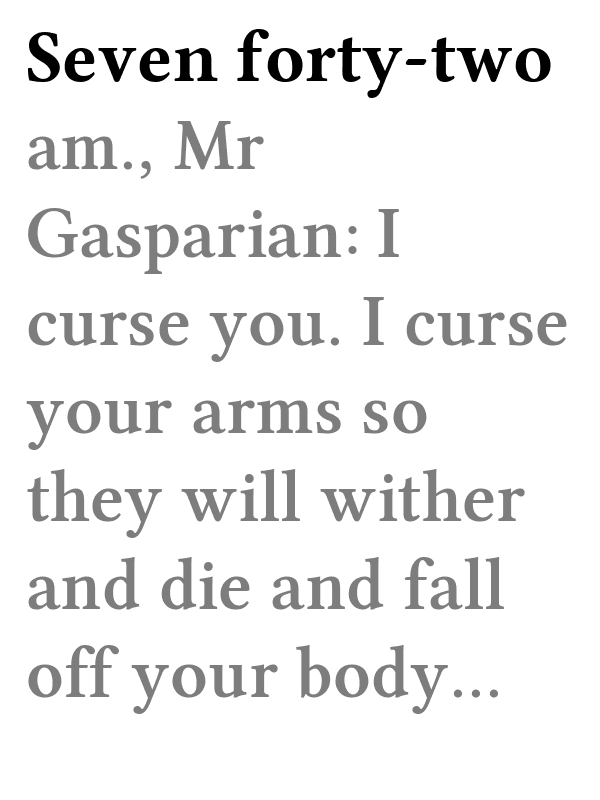 Seven forty-two
am., Mr
Gasparian: I
curse you. I curse
your arms so
they will wither
and die and fall
off your body...